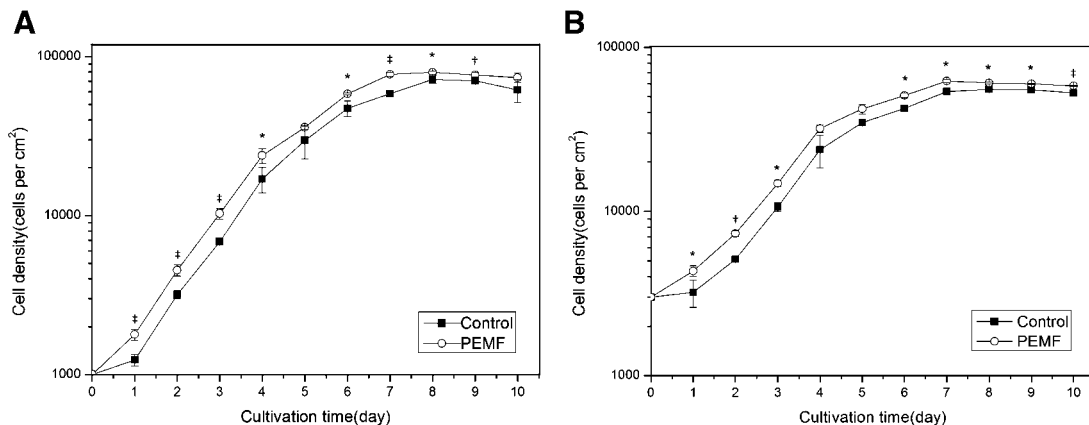 A
100000
10000
1000
Cell density(cells per cm²)
‡ ‡ ‡ * * ‡ * †
Control
PEMF
0 1 2 3 4 5 6 7 8 9 10
Cultivation time(day)
B
100000
10000
1000
Cell density(cells per cm²)
* † * * * * * ‡
Control
PEMF
0 1 2 3 4 5 6 7 8 9 10
Cultivation time(day)